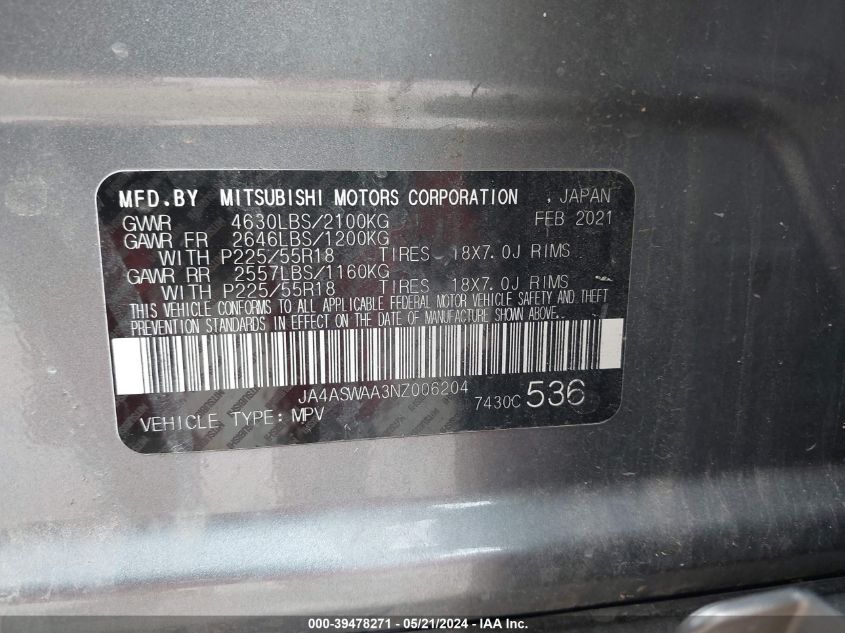 MFD.BY MITSUBISHI MOTORS CORPORATION JAPAN
GVWR 4630LBS/2100KG FEB 2021
GAWR FR 2646LBS/1200KG
WITH P225/55R18 TIRES 18X7.0J RIMS
GAWR RR 2557LBS/1160KG
WITH P225/55R18 TIRES 18X7.0J RIMS
THIS VEHICLE CONFORMS TO ALL APPLICABLE FEDERAL MOTOR VEHICLE SAFETY AND THEFT
PREVENTION STANDARDS IN EFFECT ON THE DATE OF MANUFACTURE SHOWN ABOVE.
JA4ASWAA3NZ006204 7430C 536
VEHICLE TYPE: MPV
000-39478271 - 05/21/2024 - © IAA Inc.